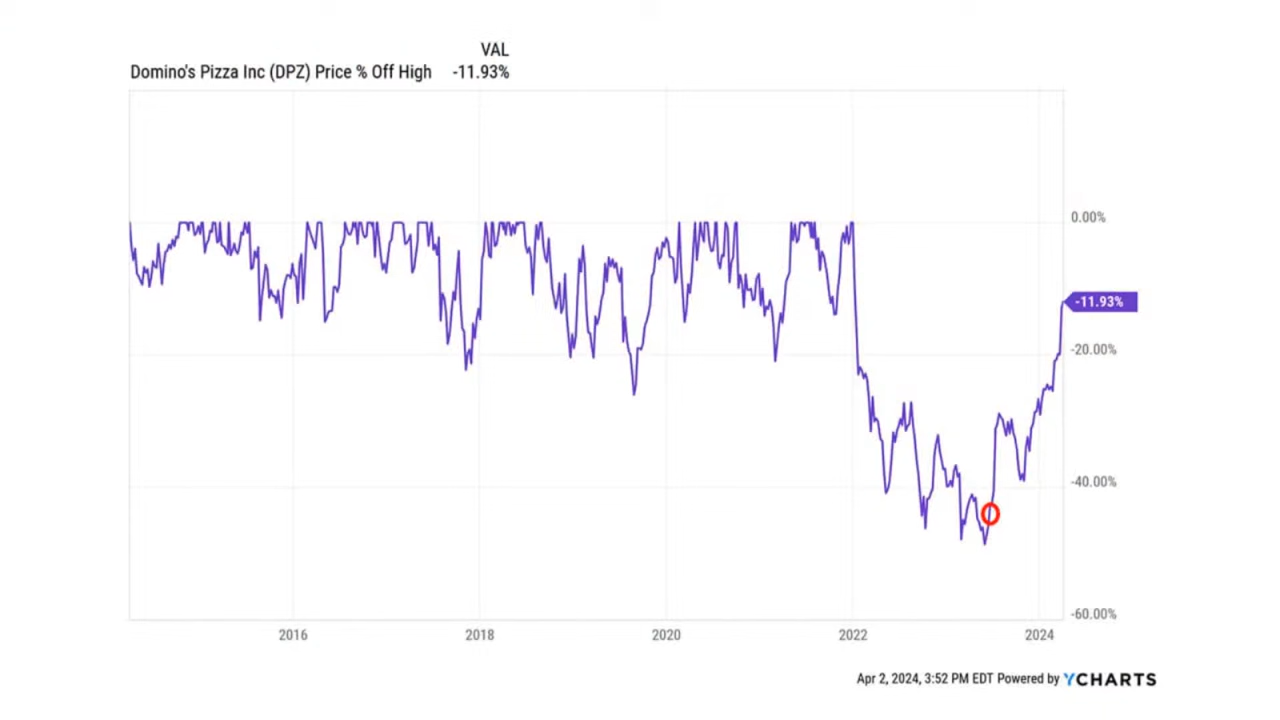 VAL
Domino's Pizza Inc (DPZ) Price % Off High -11.93%
0.00%
-11.93%
-20.00%
-40.00%
-60.00%
2016 2018 2020 2022 2024
Apr 2, 2024, 3:52 PM EDT Powered by YCHARTS